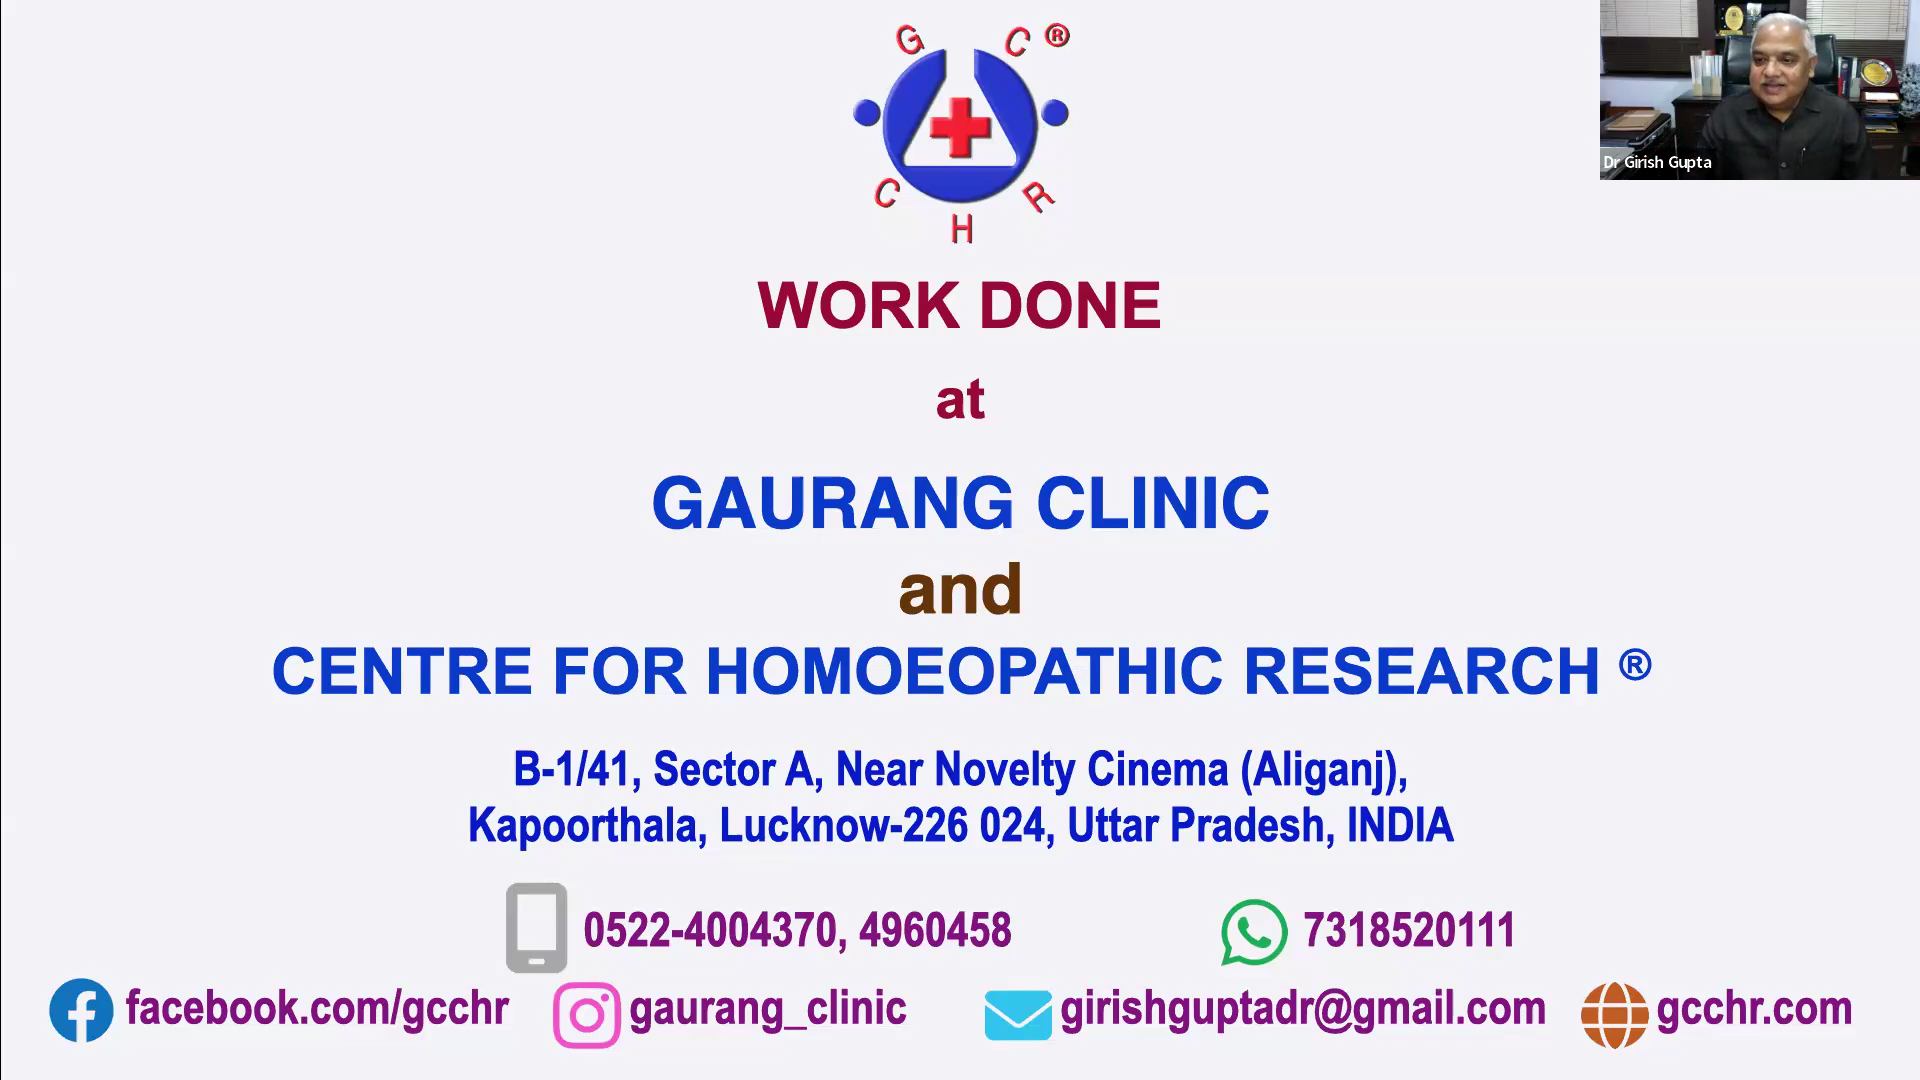 G C ®
C H R
Dr Girish Gupta
WORK DONE
at
GAURANG CLINIC
and
CENTRE FOR HOMOEOPATHIC RESEARCH ®
B-1/41, Sector A, Near Novelty Cinema (Aliganj),
Kapoorthala, Lucknow-226 024, Uttar Pradesh, INDIA
0522-4004370, 4960458 7318520111
facebook.com/gcchr gaurang_clinic girishguptadr@gmail.com gcchr.com